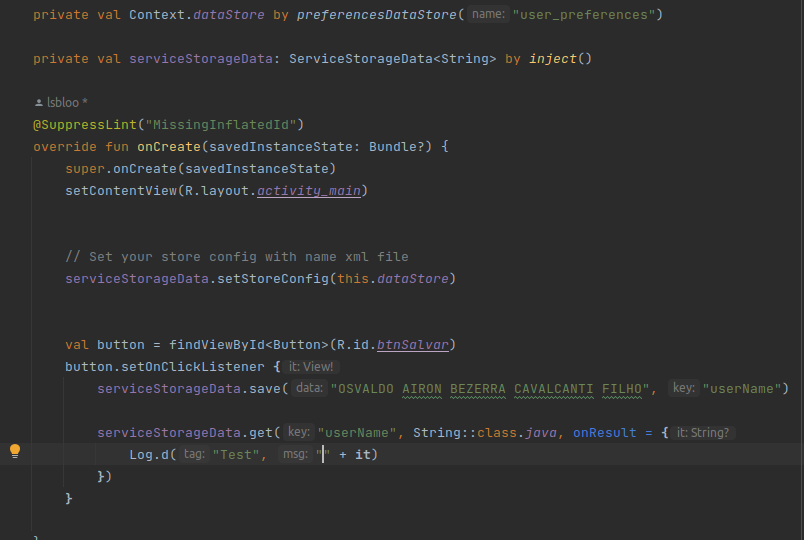 private val Context.dataStore by preferencesDataStore( name: "user_preferences")
private val serviceStorageData: ServiceStorageData<String> by inject()
lsbloo *
@SuppressLint("MissingInflatedId")
override fun onCreate(savedInstanceState: Bundle?) {
super.onCreate(savedInstanceState)
setContentView(R.layout.activity_main)
// Set your store config with name xml file
serviceStorageData.setStoreConfig(this.dataStore)
val button = findViewById<Button>(R.id.btnSalvar)
button.setOnClickListener { it: View!
serviceStorageData.save( data: "OSVALDO AIRON BEZERRA CAVALCANTI FILHO", key: "userName")
serviceStorageData.get( key: "userName", String::class.java, onResult = { it: String?
Log.d( tag: "Test", msg: "" + it)
})
}